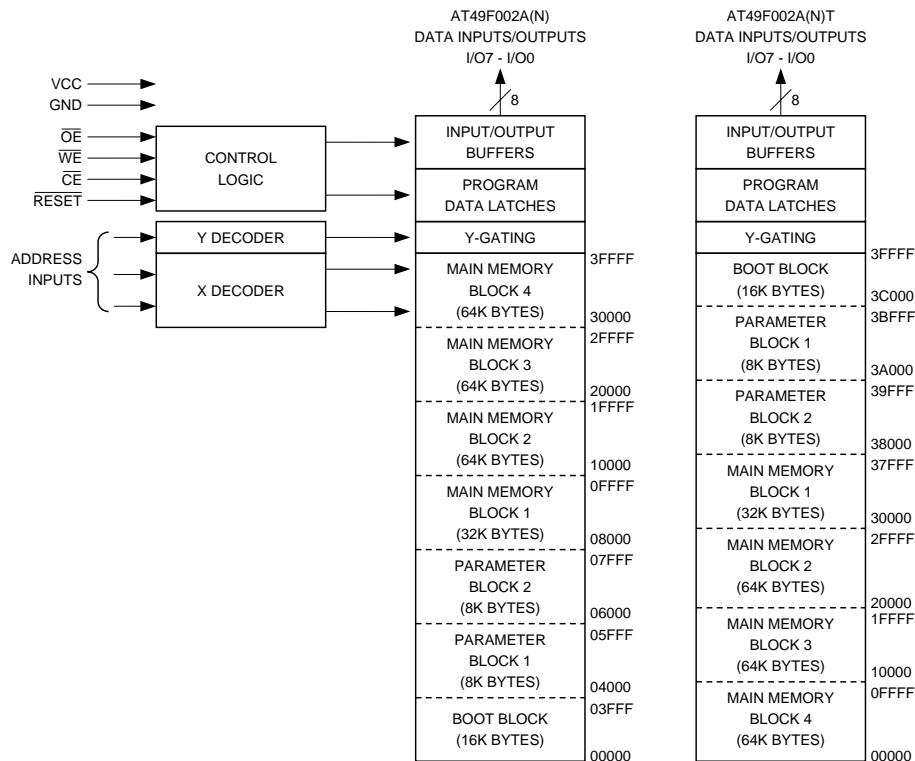 AT49F002A(N)
DATA INPUTS/OUTPUTS
I/O7 - I/O0
8
AT49F002A(N)T
DATA INPUTS/OUTPUTS
I/O7 - I/O0
8
VCC
GND
OE
WE
CE
RESET
CONTROL
LOGIC
ADDRESS
INPUTS
Y DECODER
X DECODER
INPUT/OUTPUT
BUFFERS
PROGRAM
DATA LATCHES
Y-GATING
3FFFF
MAIN MEMORY
BLOCK 4
(64K BYTES)
30000
2FFFF
MAIN MEMORY
BLOCK 3
(64K BYTES)
20000
1FFFF
MAIN MEMORY
BLOCK 2
(64K BYTES)
10000
0FFFF
MAIN MEMORY
BLOCK 1
(32K BYTES)
08000
07FFF
PARAMETER
BLOCK 2
(8K BYTES)
06000
05FFF
PARAMETER
BLOCK 1
(8K BYTES)
04000
03FFF
BOOT BLOCK
(16K BYTES)
00000
INPUT/OUTPUT
BUFFERS
PROGRAM
DATA LATCHES
Y-GATING
3FFFF
BOOT BLOCK
(16K BYTES)
3C000
3BFFF
PARAMETER
BLOCK 1
(8K BYTES)
3A000
39FFF
PARAMETER
BLOCK 2
(8K BYTES)
38000
37FFF
MAIN MEMORY
BLOCK 1
(32K BYTES)
30000
2FFFF
MAIN MEMORY
BLOCK 2
(64K BYTES)
20000
1FFFF
MAIN MEMORY
BLOCK 3
(64K BYTES)
10000
0FFFF
MAIN MEMORY
BLOCK 4
(64K BYTES)
00000